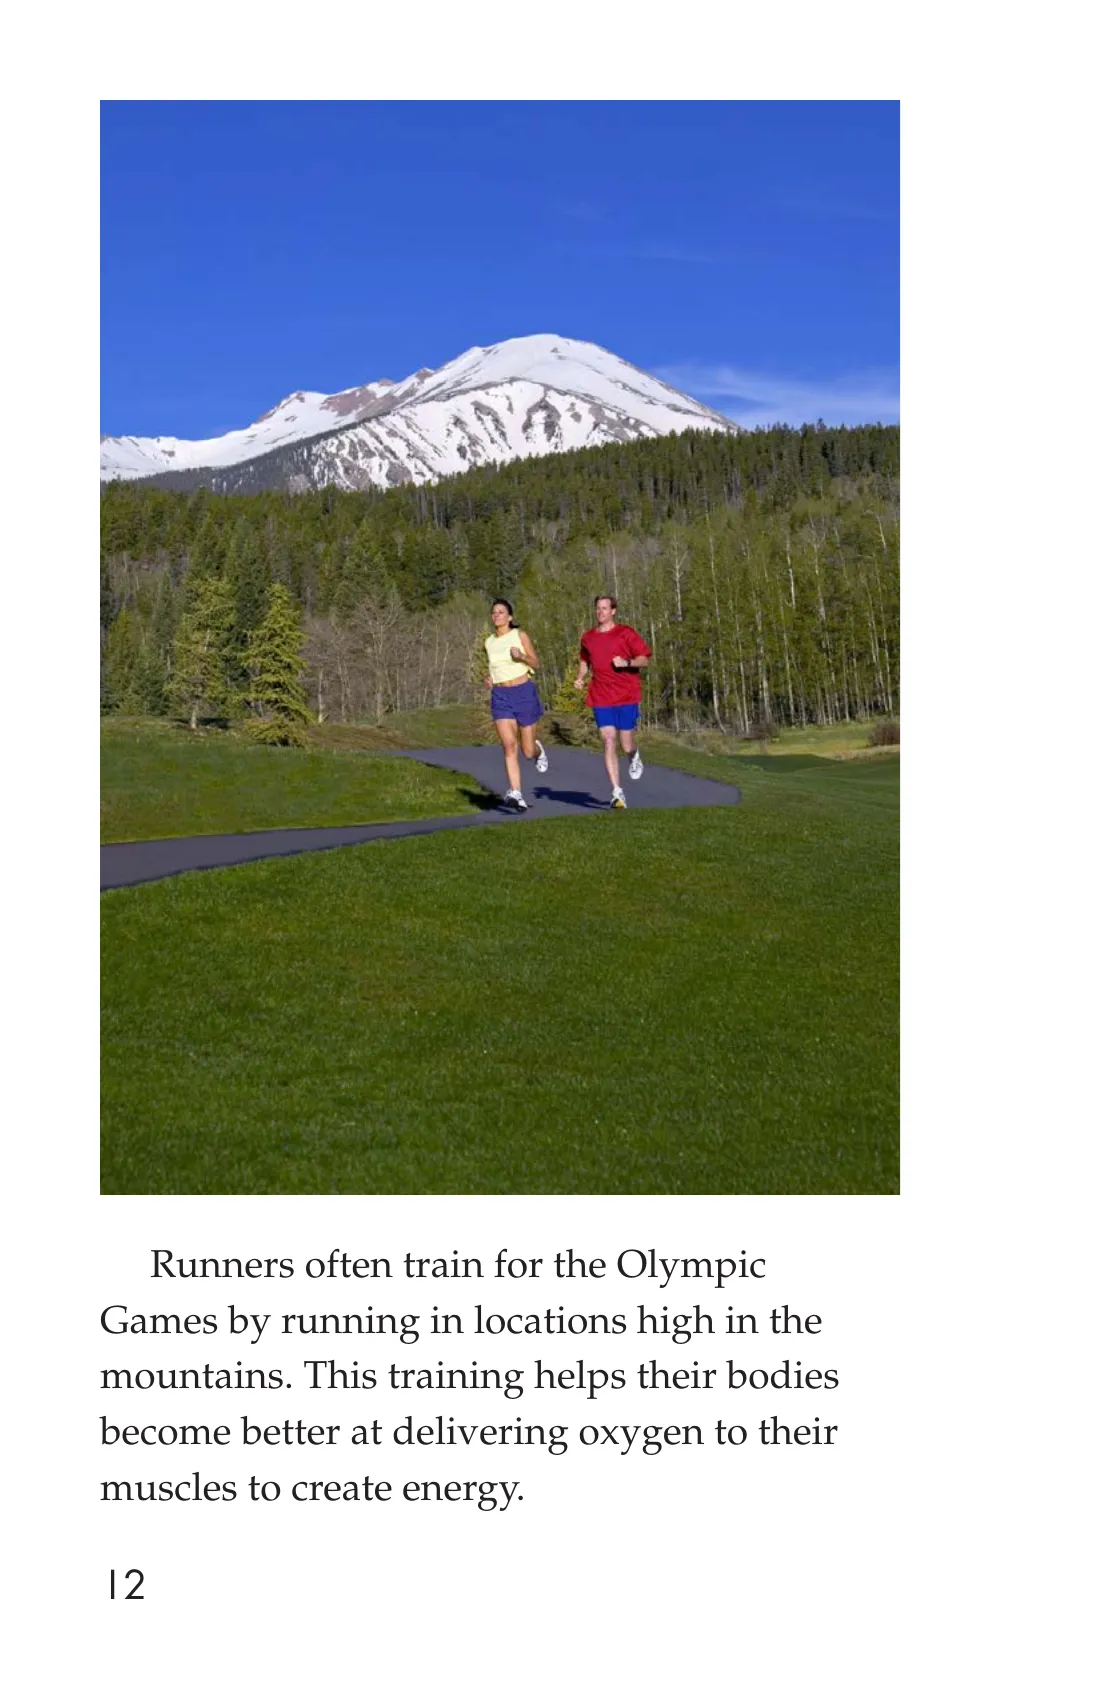 Runners often train for the Olympic
Games by running in locations high in the
mountains. This training helps their bodies
become better at delivering oxygen to their
muscles to create energy.
12